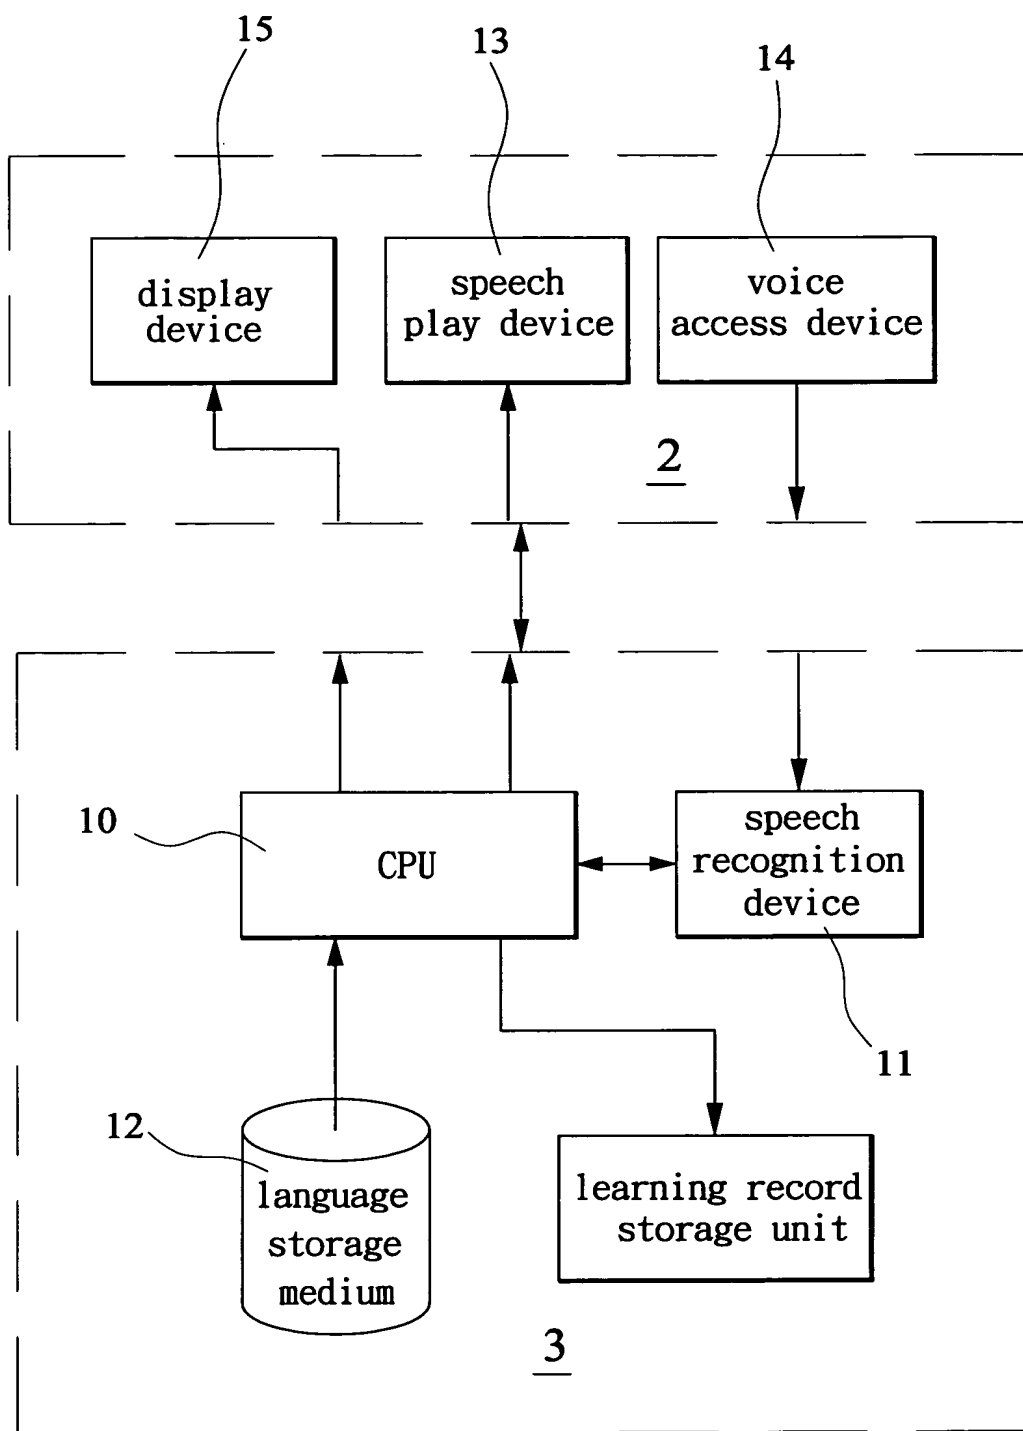 15
13
14
display
device
speech
play device
voice
access device
2
10
CPU
speech
recognition
device
11
12
language
storage
medium
learning record
storage unit
3